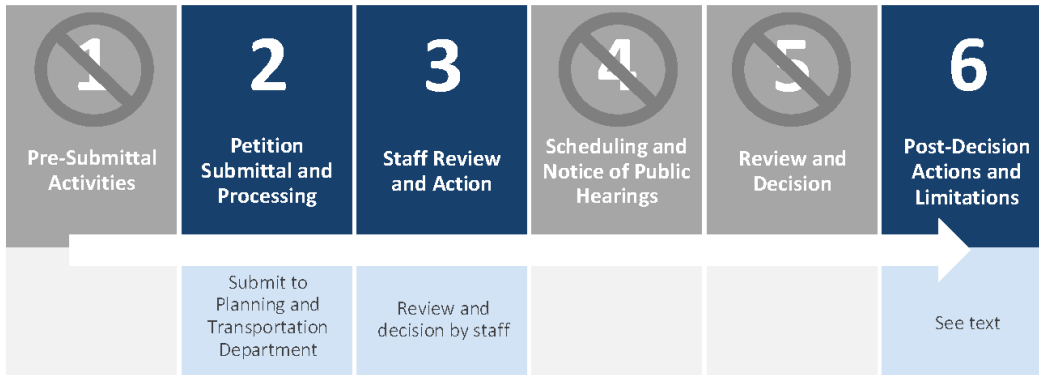 1
Pre-Submittal
Activities
2
Petition
Submittal and
Processing
3
Staff Review
and Action
4
Scheduling and
Notice of Public
Hearings
5
Review and
Decision
6
Post-Decision
Actions and
Limitations
Submit to
Planning and
Transportation
Department
Review and
decision by staff
See text